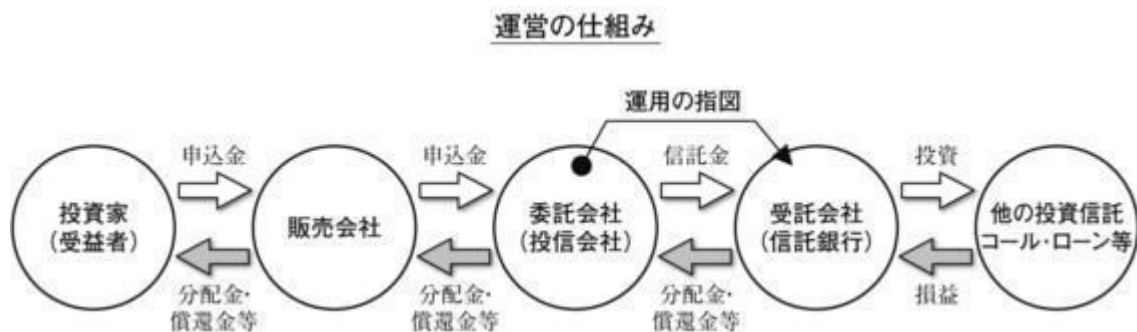 運営の仕組み
運用の指図
申込金
申込金
信託金
投資
投資家
(受益者)
販売会社
委託会社
(投信会社)
受託会社
(信託銀行)
他の投資信託
コール・ローン等
分配金・
償還金等
分配金・
償還金等
分配金・
償還金等
損益